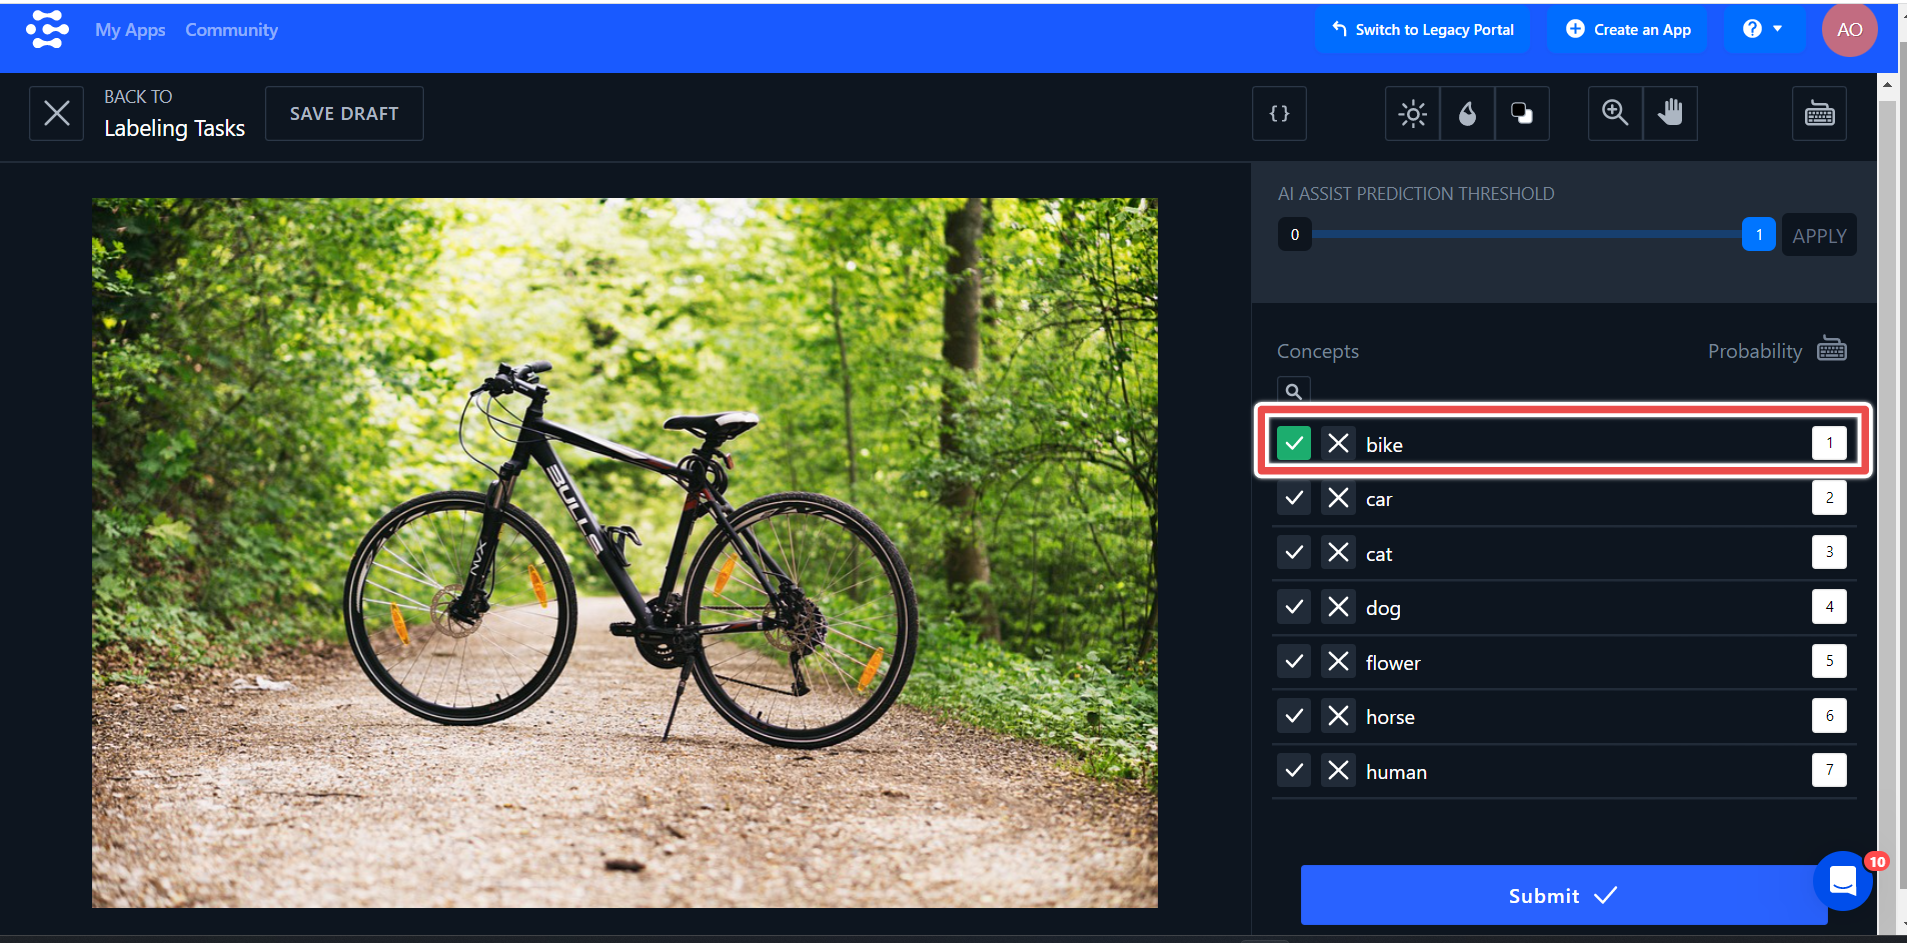 My Apps Community Switch to Legacy Portal Create an App ? AO
BACK TO
Labeling Tasks
SAVE DRAFT
{ }
AI ASSIST PREDICTION THRESHOLD
0 1 APPLY
Concepts Probability
bike 1
car 2
cat 3
dog 4
flower 5
horse 6
human 7
BULLS
MVX
Submit
10